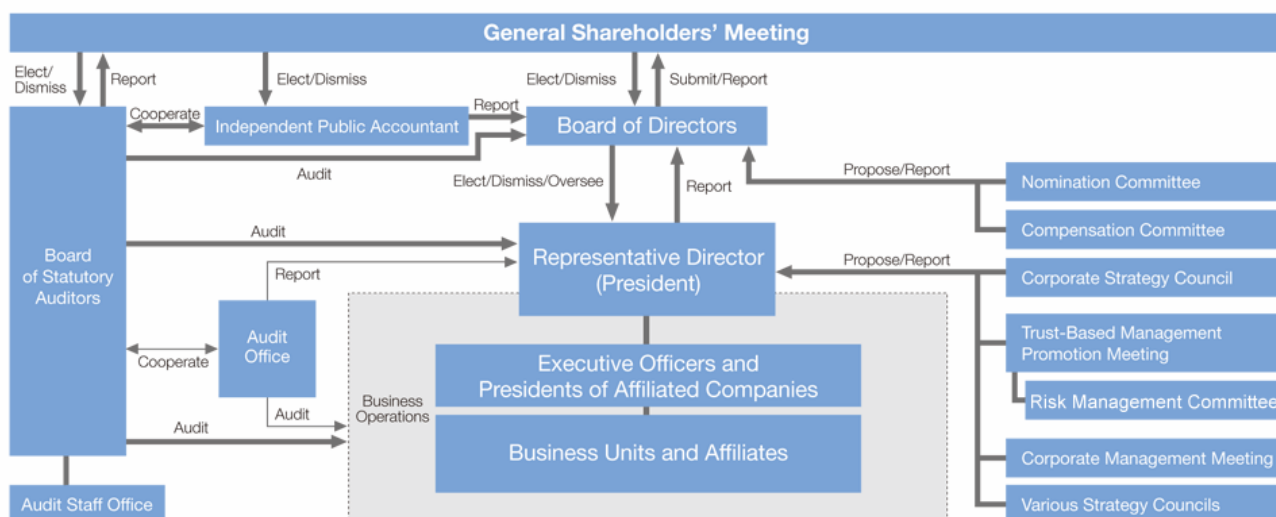 General Shareholders' Meeting
Elect/
Dismiss
Report
Elect/Dismiss
Elect/Dismiss
Submit/Report
Cooperate
Report
Independent Public Accountant
Board of Directors
Audit
Elect/Dismiss/Oversee
Report
Propose/Report
Nomination Committee
Compensation Committee
Board
of Statutory
Auditors
Audit
Report
Representative Director
(President)
Propose/Report
Corporate Strategy Council
Audit
Office
Cooperate
Trust-Based Management
Promotion Meeting
Executive Officers and
Presidents of Affiliated Companies
Risk Management Committee
Business
Operations
Audit
Audit
Business Units and Affiliates
Corporate Management Meeting
Audit Staff Office
Various Strategy Councils